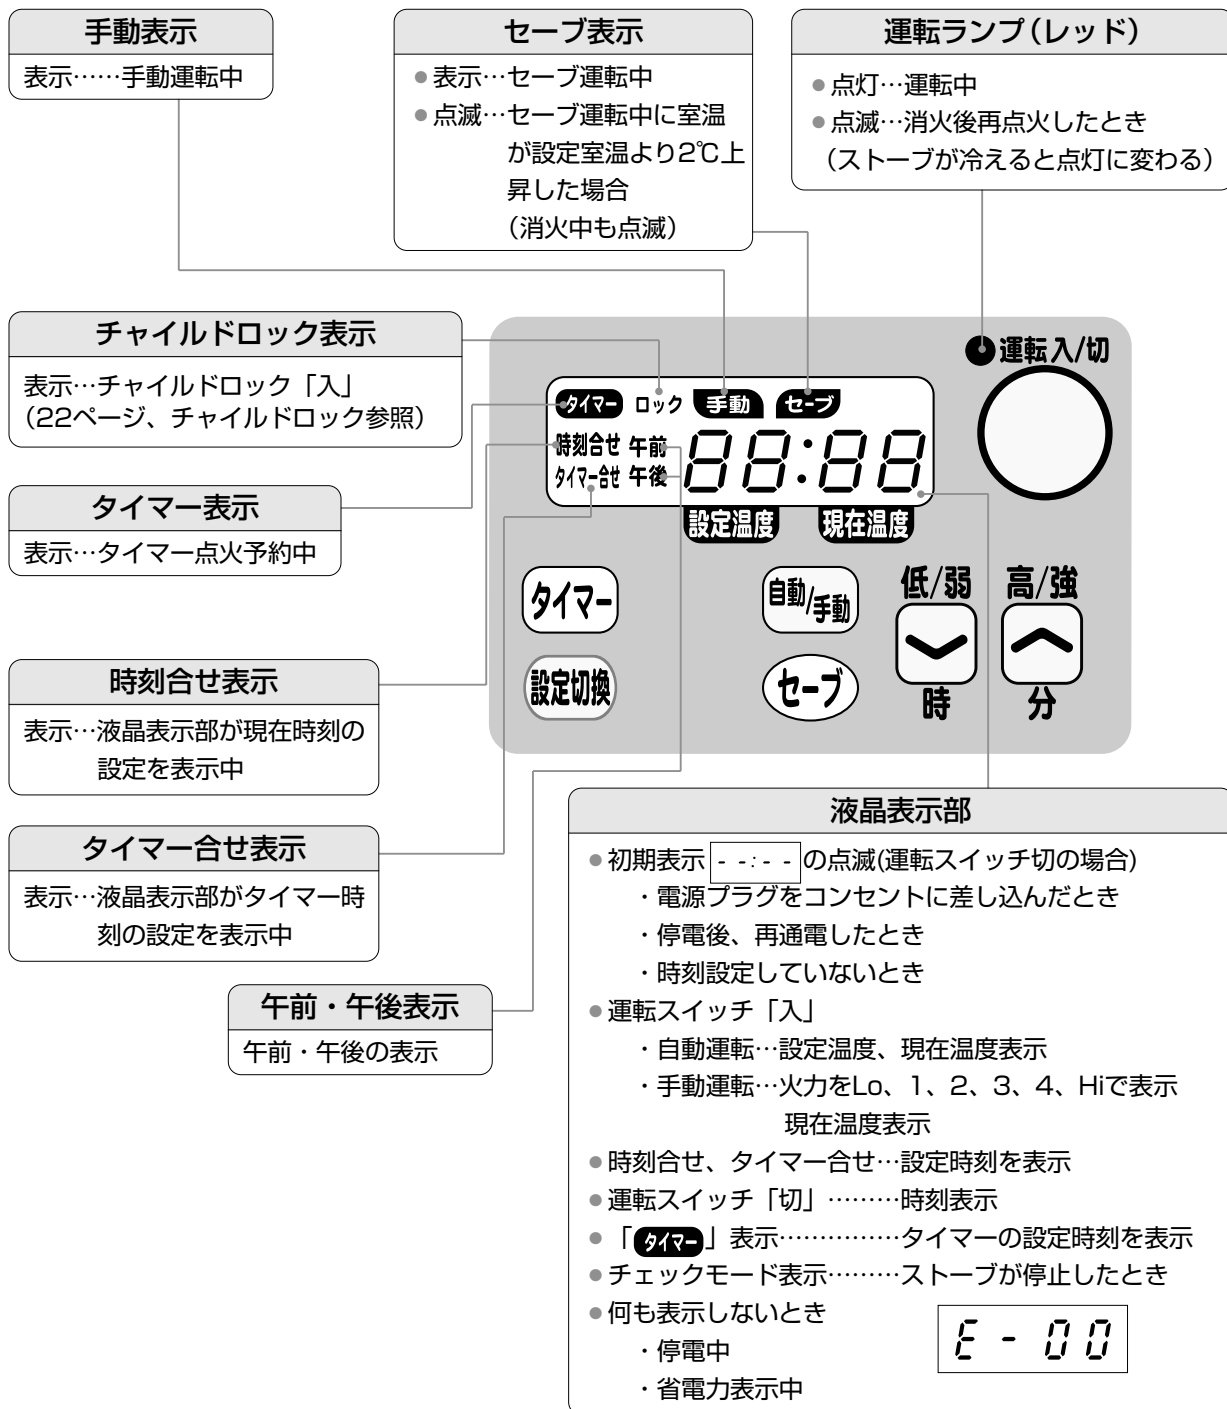 手動表示
表示……手動運転中
セーブ表示
●表示…セーブ運転中
●点滅…セーブ運転中に室温
が設定室温より2℃上
昇した場合
（消火中も点滅）
運転ランプ（レッド）
●点灯…運転中
●点滅…消火後再点火したとき
（ストーブが冷えると点灯に変わる）
チャイルドロック表示
表示…チャイルドロック「入」
（22ページ、チャイルドロック参照）
タイマー表示
表示…タイマー点火予約中
時刻合せ表示
表示…液晶表示部が現在時刻の
設定を表示中
タイマー合せ表示
表示…液晶表示部がタイマー時
刻の設定を表示中
午前・午後表示
午前・午後の表示
運転入/切
タイマー ロック 手動 セーブ
時刻合せ 午前
タイマー合せ 午後
88:88
設定温度 現在温度
タイマー
自動/手動
低/弱
高/強
設定切換
セーブ
時
分
液晶表示部
●初期表示 - -:- - の点滅(運転スイッチ切の場合)
・電源プラグをコンセントに差し込んだとき
・停電後、再通電したとき
・時刻設定していないとき
●運転スイッチ「入」
・自動運転…設定温度、現在温度表示
・手動運転…火力をLo、1、2、3、4、Hiで表示
現在温度表示
●時刻合せ、タイマー合せ…設定時刻を表示
●運転スイッチ「切」………時刻表示
●「タイマー」表示……………タイマーの設定時刻を表示
●チェックモード表示………ストーブが停止したとき
●何も表示しないとき
・停電中
・省電力表示中
E - 00